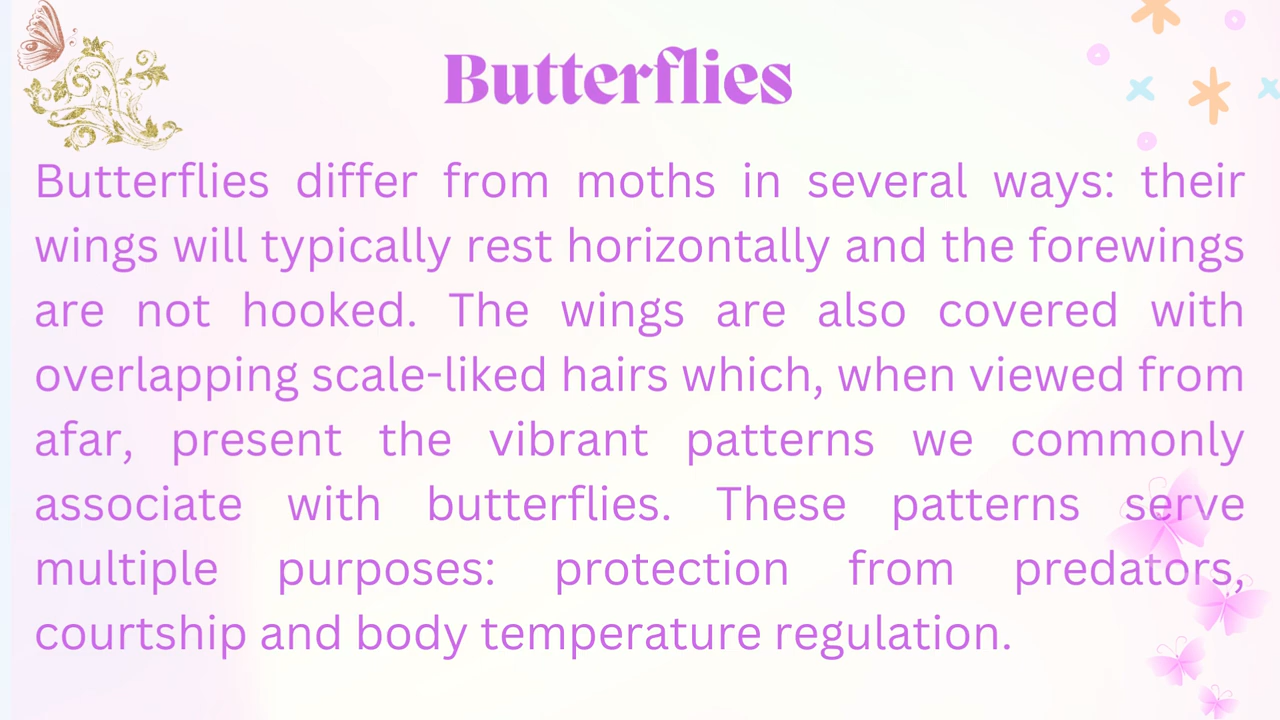 Butterflies
Butterflies differ from moths in several ways: their
wings will typically rest horizontally and the forewings
are not hooked. The wings are also covered with
overlapping scale-liked hairs which, when viewed from
afar, present the vibrant patterns we commonly
associate with butterflies. These patterns serve
multiple purposes: protection from predators,
courtship and body temperature regulation.